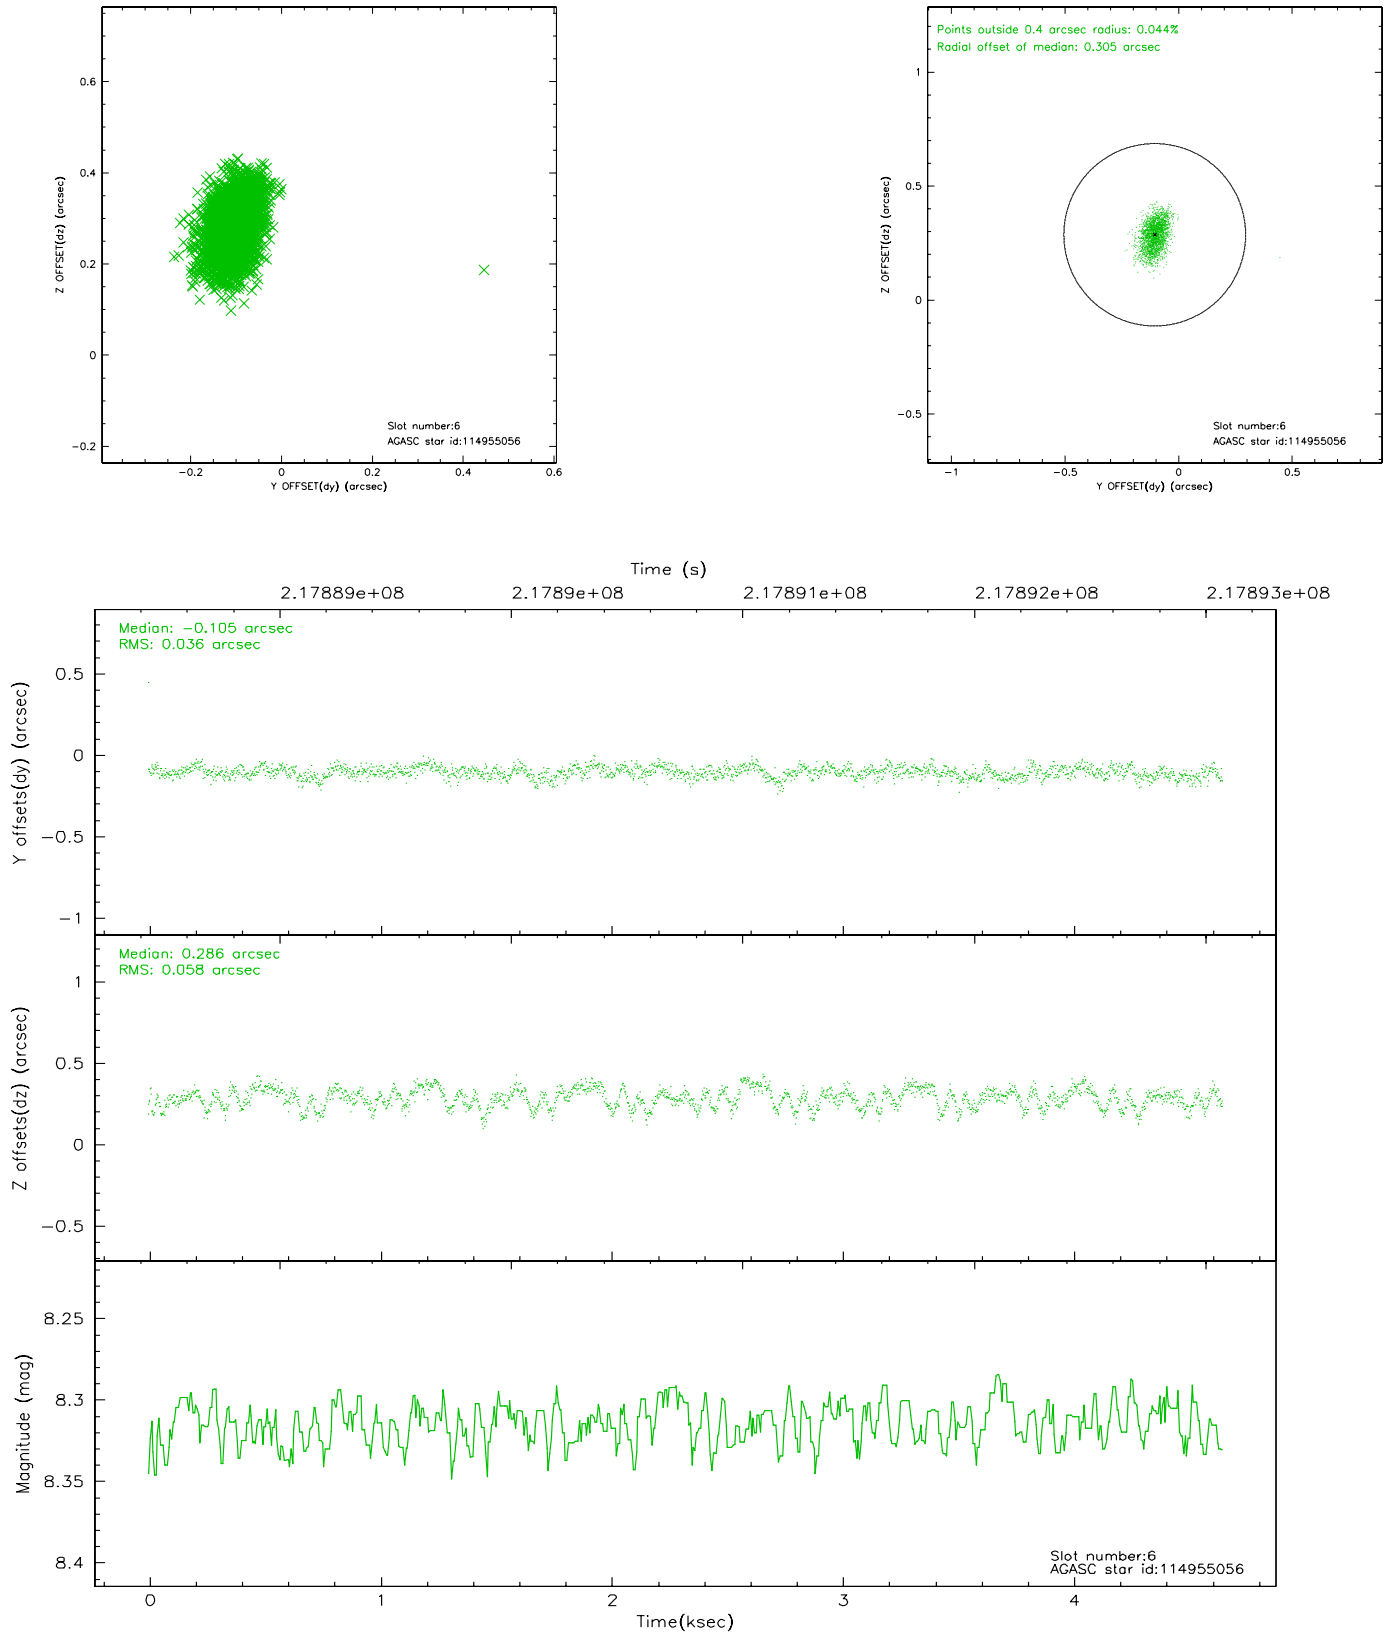 0.6
0.4
0.2
0
−0.2
Z OFFSET(dz) (arcsec)
−0.2 0 0.2 0.4 0.6
Y OFFSET(dy) (arcsec)
Slot number:6
AGASC star id:114955056
Points outside 0.4 arcsec radius: 0.044%
Radial offset of median: 0.305 arcsec
1
0.5
0
−0.5
Z OFFSET(dz) (arcsec)
−1 −0.5 0 0.5
Y OFFSET(dy) (arcsec)
Slot number:6
AGASC star id:114955056
Time (s)
2.17889e+08 2.1789e+08 2.17891e+08 2.17892e+08 2.17893e+08
Median: −0.105 arcsec
RMS: 0.036 arcsec
0.5
0
−0.5
−1
Y offsets(dy) (arcsec)
Median: 0.286 arcsec
RMS: 0.058 arcsec
1
0.5
0
−0.5
Z offsets(dz) (arcsec)
8.25
8.3
8.35
8.4
Magnitude (mag)
Slot number:6
AGASC star id:114955056
0 1 2 3 4
Time(ksec)